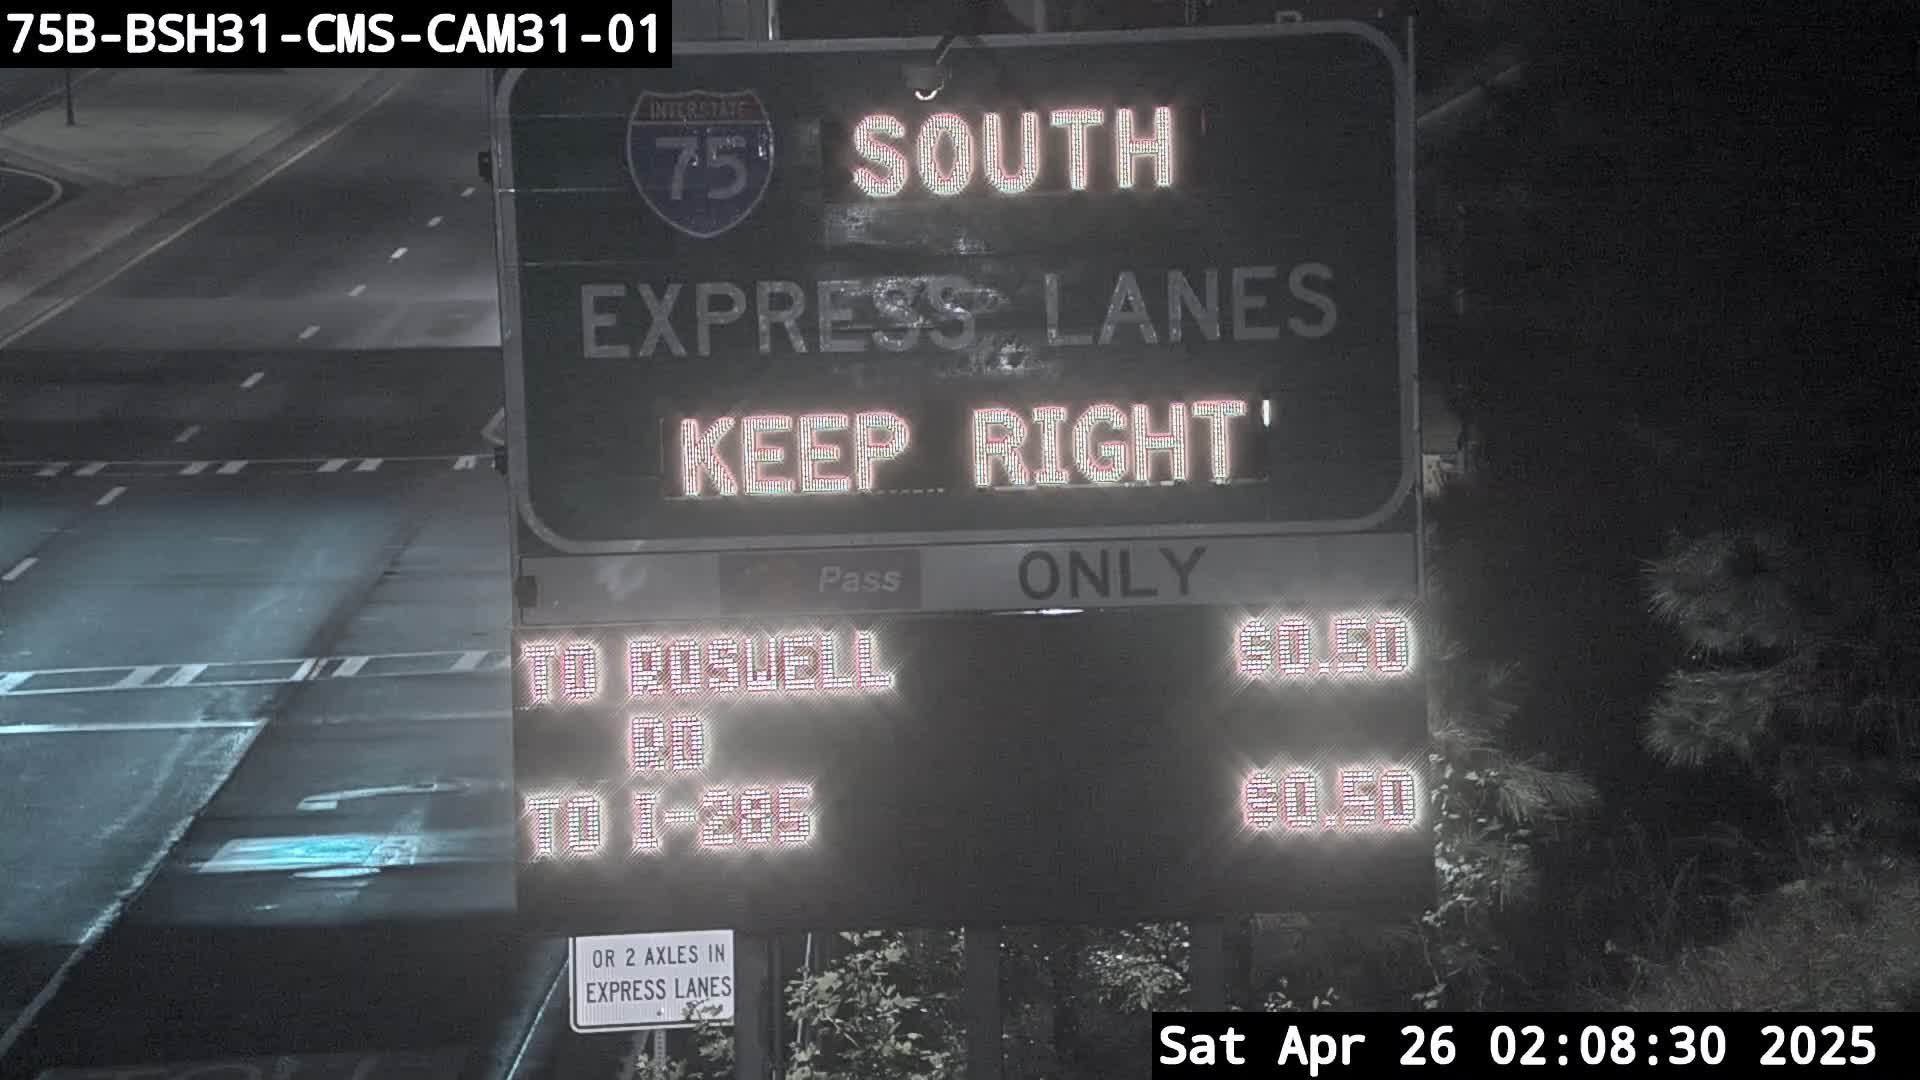 75B-BSH31-CMS-CAM31-01
INTERSTATE
75
SOUTH
EXPRESS LANES
KEEP RIGHT
Pass ONLY
TO ROSWELL $0.50
RD
TO I-285 $0.50
OR 2 AXLES IN
EXPRESS LANES
Sat Apr 26 02:08:30 2025